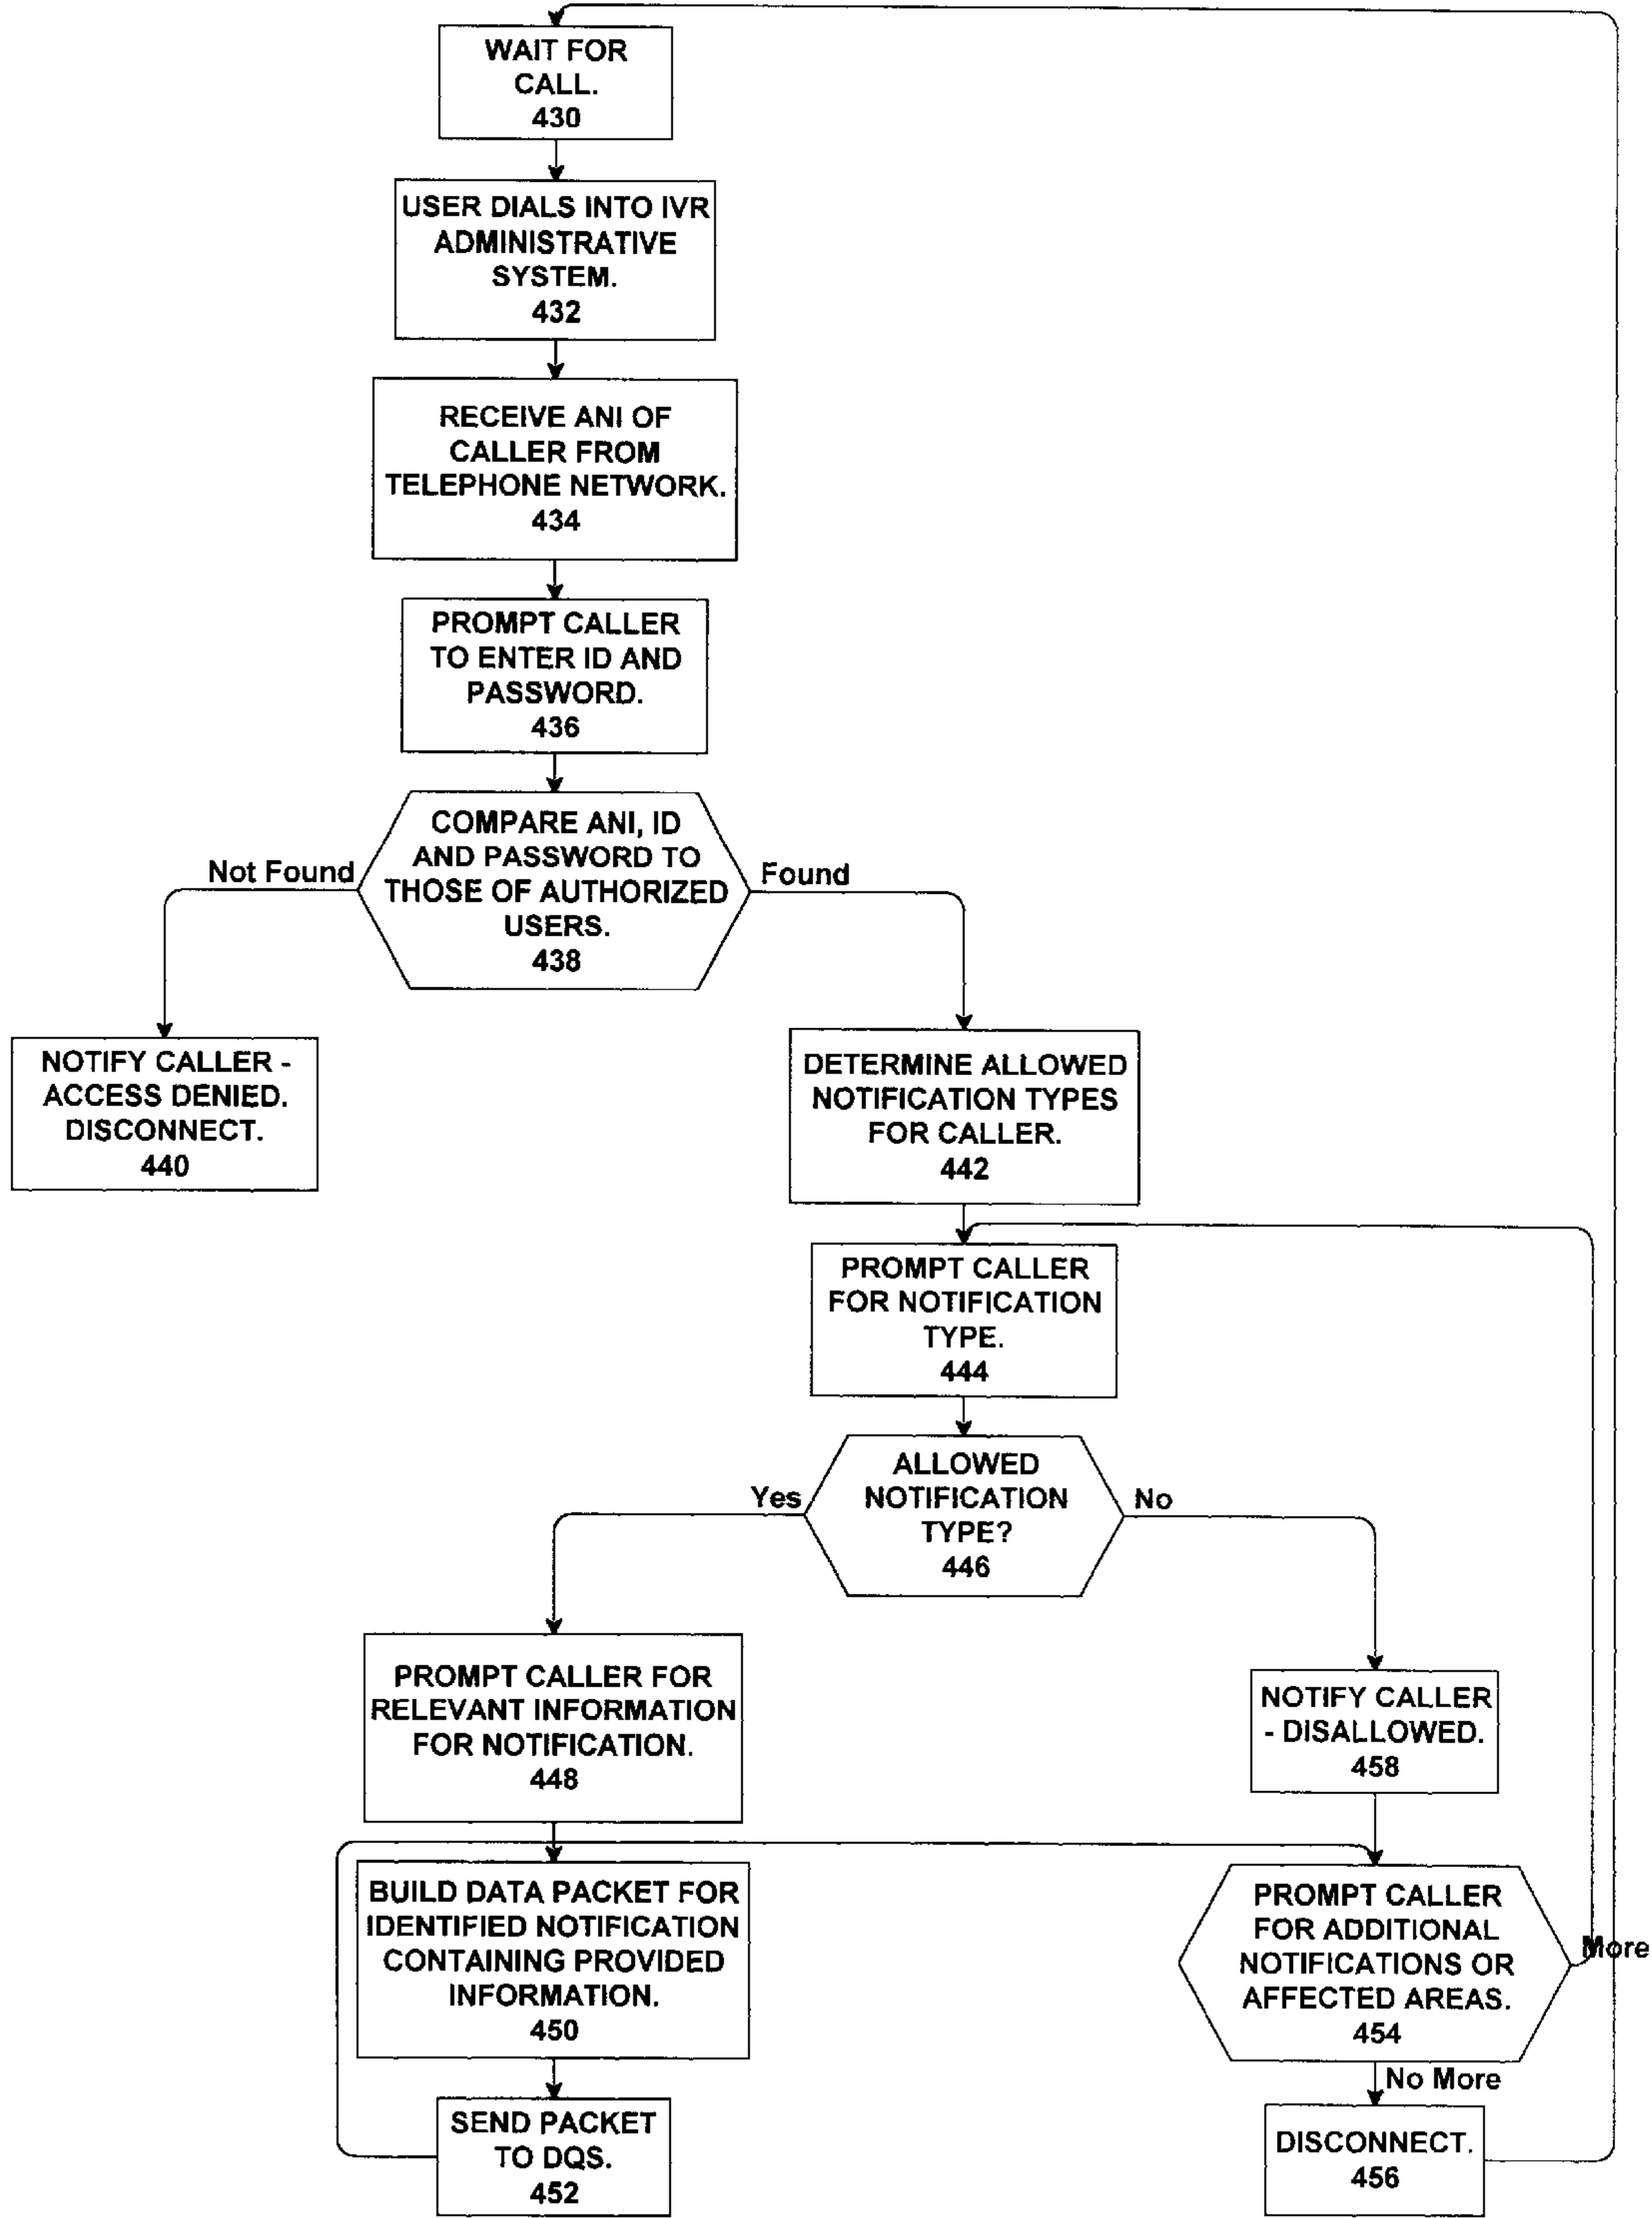 WAIT FOR
CALL.
430
USER DIALS INTO IVR
ADMINISTRATIVE
SYSTEM.
432
RECEIVE ANI OF
CALLER FROM
TELEPHONE NETWORK.
434
PROMPT CALLER
TO ENTER ID AND
PASSWORD.
436
COMPARE ANI, ID
AND PASSWORD TO
THOSE OF AUTHORIZED
USERS.
438
Not Found
Found
NOTIFY CALLER -
ACCESS DENIED.
DISCONNECT.
440
DETERMINE ALLOWED
NOTIFICATION TYPES
FOR CALLER.
442
PROMPT CALLER
FOR NOTIFICATION
TYPE.
444
ALLOWED
NOTIFICATION
TYPE?
446
Yes
No
PROMPT CALLER FOR
RELEVANT INFORMATION
FOR NOTIFICATION.
448
NOTIFY CALLER
- DISALLOWED.
458
BUILD DATA PACKET FOR
IDENTIFIED NOTIFICATION
CONTAINING PROVIDED
INFORMATION.
450
PROMPT CALLER
FOR ADDITIONAL
NOTIFICATIONS OR
AFFECTED AREAS.
454
More
No More
SEND PACKET
TO DQS.
452
DISCONNECT.
456